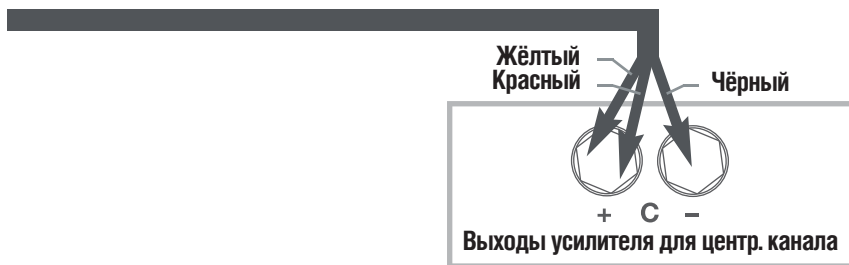 Жёлтый
Красный
Чёрный
+ C –
Выходы усилителя для центр. канала